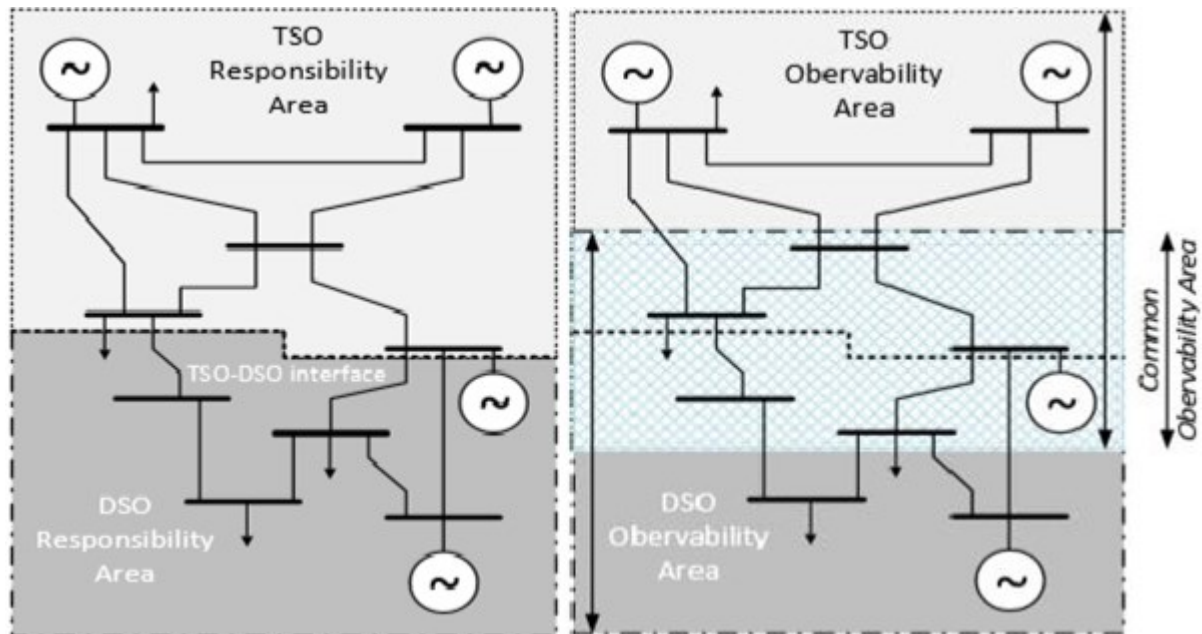 TSO
Responsibility
Area
TSO-DSO interface
DSO
Responsibility
Area
TSO
Obervability
Area
DSO
Obervability
Area
Common
Obervability Area
~
~
~
~
~
~
~
~